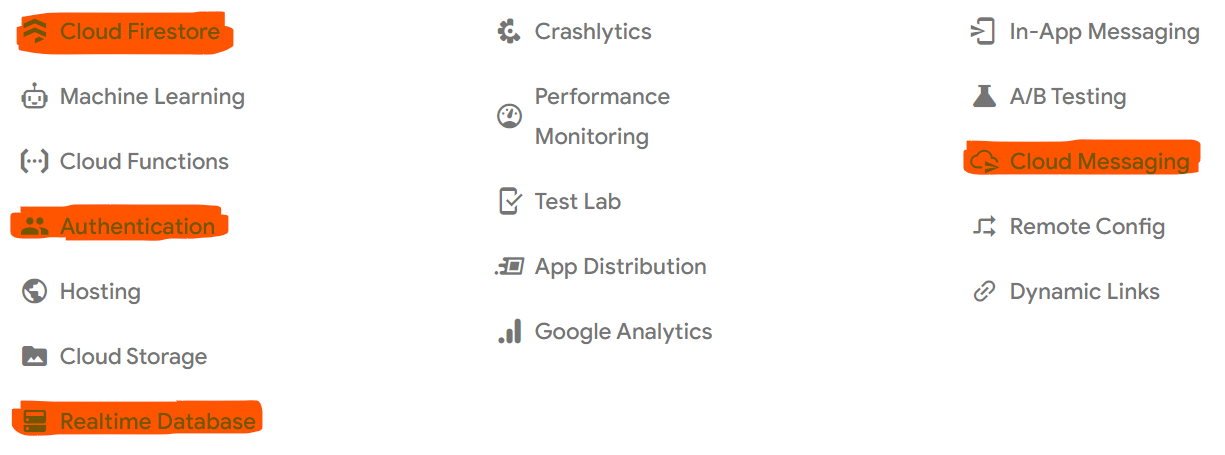 Cloud Firestore
Machine Learning
Cloud Functions
Authentication
Hosting
Cloud Storage
Realtime Database
Crashlytics
Performance
Monitoring
Test Lab
App Distribution
Google Analytics
In-App Messaging
A/B Testing
Cloud Messaging
Remote Config
Dynamic Links